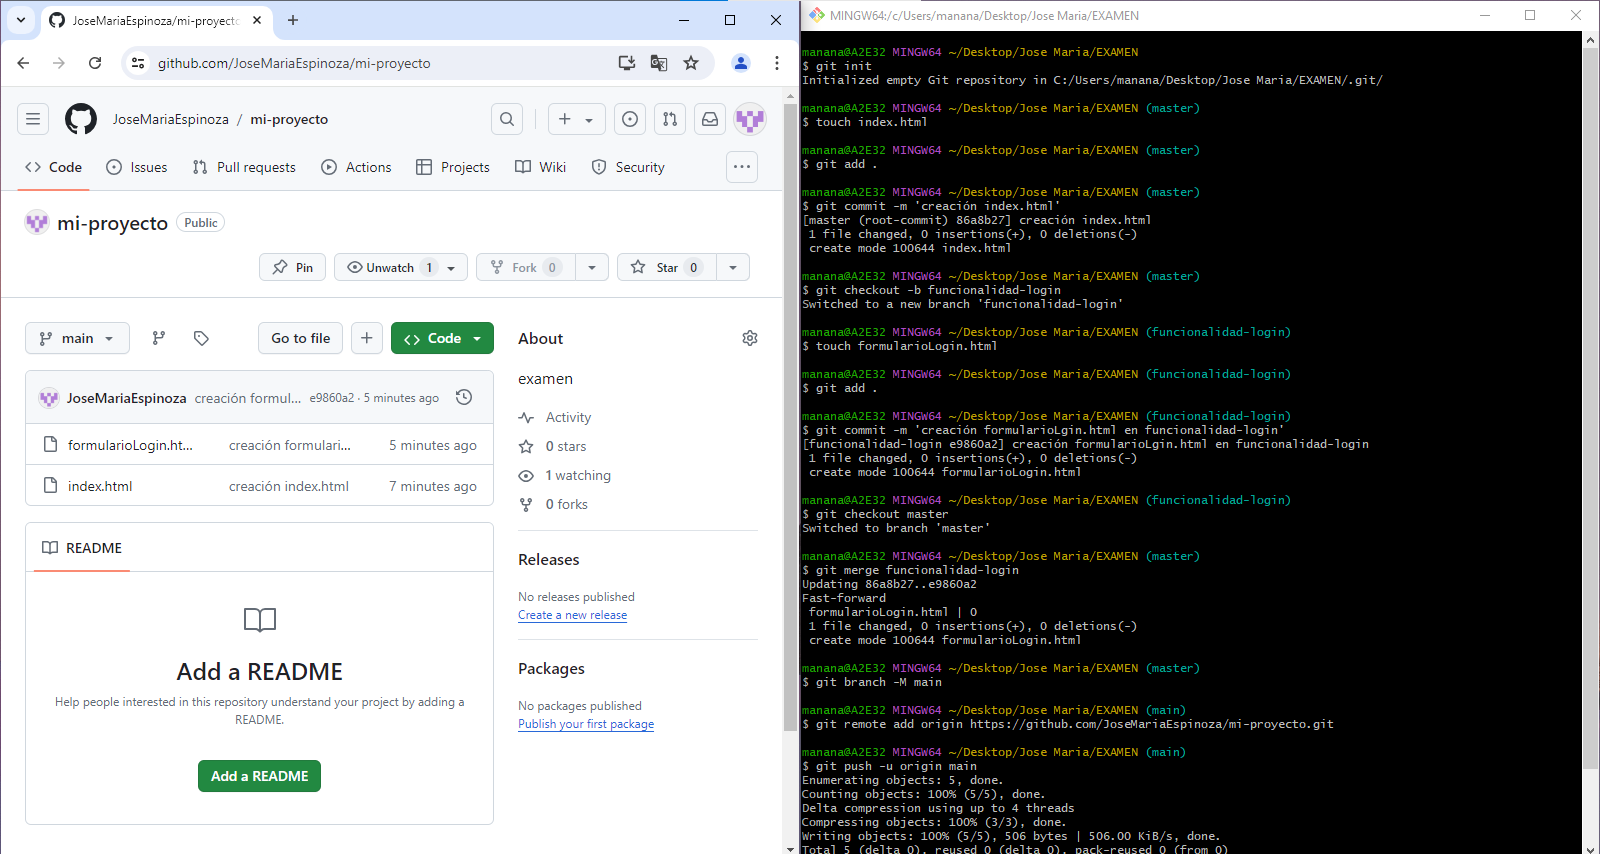 JoseMariaEspinoza/mi-proyecto
github.com/JoseMariaEspinoza/mi-proyecto
JoseMariaEspinoza / mi-proyecto
Code Issues Pull requests Actions Projects Wiki Security
mi-proyecto Public
Pin Unwatch 1 Fork 0 Star 0
main Go to file Code
JoseMariaEspinoza creación formul... e9860a2 · 5 minutes ago
formularioLogin.ht... creación formulari... 5 minutes ago
index.html creación index.html 7 minutes ago
README
Add a README
Help people interested in this repository understand your project by adding a
README.
Add a README
About
examen
Activity
0 stars
1 watching
0 forks
Releases
No releases published
Create a new release
Packages
No packages published
Publish your first package
MINGW64:/c/Users/manana/Desktop/Jose Maria/EXAMEN
manana@A2E32 MINGW64 ~/Desktop/Jose Maria/EXAMEN
$ git init
Initialized empty Git repository in C:/Users/manana/Desktop/Jose Maria/EXAMEN/.git/
manana@A2E32 MINGW64 ~/Desktop/Jose Maria/EXAMEN (master)
$ touch index.html
manana@A2E32 MINGW64 ~/Desktop/Jose Maria/EXAMEN (master)
$ git add .
manana@A2E32 MINGW64 ~/Desktop/Jose Maria/EXAMEN (master)
$ git commit -m 'creación index.html'
[master (root-commit) 86a8b27] creación index.html
1 file changed, 0 insertions(+), 0 deletions(-)
create mode 100644 index.html
manana@A2E32 MINGW64 ~/Desktop/Jose Maria/EXAMEN (master)
$ git checkout -b funcionalidad-login
Switched to a new branch 'funcionalidad-login'
manana@A2E32 MINGW64 ~/Desktop/Jose Maria/EXAMEN (funcionalidad-login)
$ touch formularioLogin.html
manana@A2E32 MINGW64 ~/Desktop/Jose Maria/EXAMEN (funcionalidad-login)
$ git add .
manana@A2E32 MINGW64 ~/Desktop/Jose Maria/EXAMEN (funcionalidad-login)
$ git commit -m 'creación formularioLgin.html en funcionalidad-login'
[funcionalidad-login e9860a2] creación formularioLgin.html en funcionalidad-login
1 file changed, 0 insertions(+), 0 deletions(-)
create mode 100644 formularioLogin.html
manana@A2E32 MINGW64 ~/Desktop/Jose Maria/EXAMEN (funcionalidad-login)
$ git checkout master
Switched to branch 'master'
manana@A2E32 MINGW64 ~/Desktop/Jose Maria/EXAMEN (master)
$ git merge funcionalidad-login
Updating 86a8b27..e9860a2
Fast-forward
formularioLogin.html | 0
1 file changed, 0 insertions(+), 0 deletions(-)
create mode 100644 formularioLogin.html
manana@A2E32 MINGW64 ~/Desktop/Jose Maria/EXAMEN (master)
$ git branch -M main
manana@A2E32 MINGW64 ~/Desktop/Jose Maria/EXAMEN (main)
$ git remote add origin https://github.com/JoseMariaEspinoza/mi-proyecto.git
manana@A2E32 MINGW64 ~/Desktop/Jose Maria/EXAMEN (main)
$ git push -u origin main
Enumerating objects: 5, done.
Counting objects: 100% (5/5), done.
Delta compression using up to 4 threads
Compressing objects: 100% (3/3), done.
Writing objects: 100% (5/5), 506 bytes | 506.00 KiB/s, done.
Total 5 (delta 0), reused 0 (delta 0), pack-reused 0 (from 0)